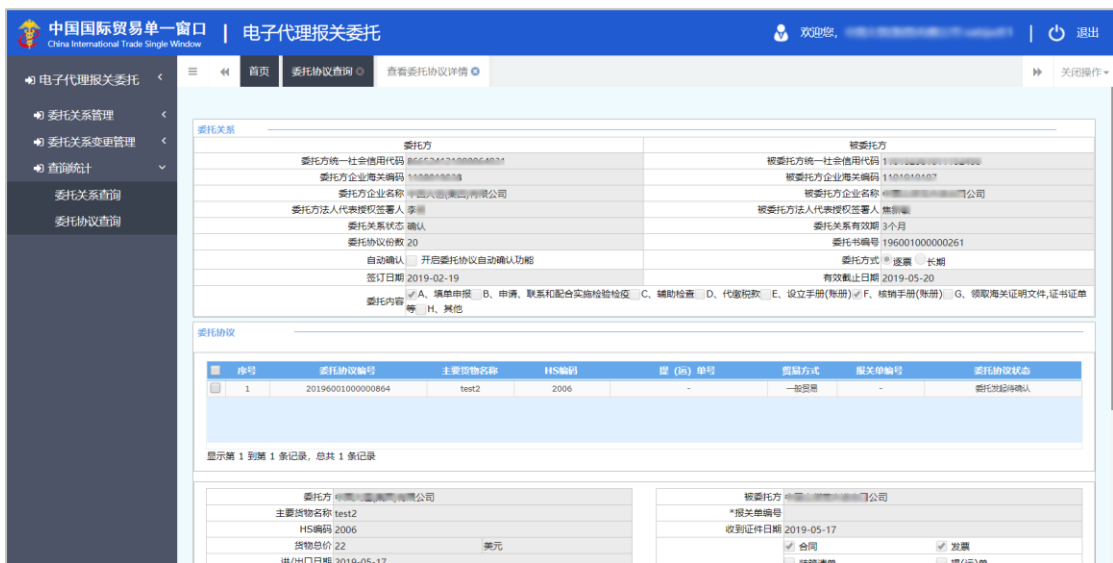 中国国际贸易单一窗口 | 电子代理报关委托
China International Trade Single Window
欢迎您,
退出
电子代理报关委托
首页 委托协议查询 查看委托协议详情 关闭操作
委托关系管理
委托关系变更管理
查询统计
委托关系查询
委托协议查询
委托关系
委托方 被委托方
委托方统一社会信用代码 被委托方统一社会信用代码
委托方企业海关编码 被委托方企业海关编码
委托方企业名称 有限公司 被委托方企业名称 公司
委托方法人代表授权签署人 李 被委托方法人代表授权签署人 焦
委托关系状态 确认 委托关系有效期 3个月
委托协议份数 20 委托书编号 196001000000261
自动确认 开启委托协议自动确认功能 委托方式 逐票 长期
签订日期 2019-02-19 有效截止日期 2019-05-20
委托内容 A、填单申报 B、申请、联系和配合实施检验检疫 C、辅助检查 D、代缴税款 E、设立手册(账册) F、核销手册(账册) G、领取海关证明文件,证书证单
等 H、其他
委托协议
序号 委托协议编号 主要货物名称 HS编码 提 (运) 单号 贸易方式 报关单编号 委托协议状态
1 20196001000000864 test2 2006 - 一般贸易 - 委托发起待确认
显示第 1 到第 1 条记录, 总共 1 条记录
委托方 公司 被委托方 公司
主要货物名称 test2 *报关单编号
HS编码 2006 收到证件日期 2019-05-17
货物总价 22 美元 合同 发票
进/出口日期 2019-05-17 装箱清单 提(运)单